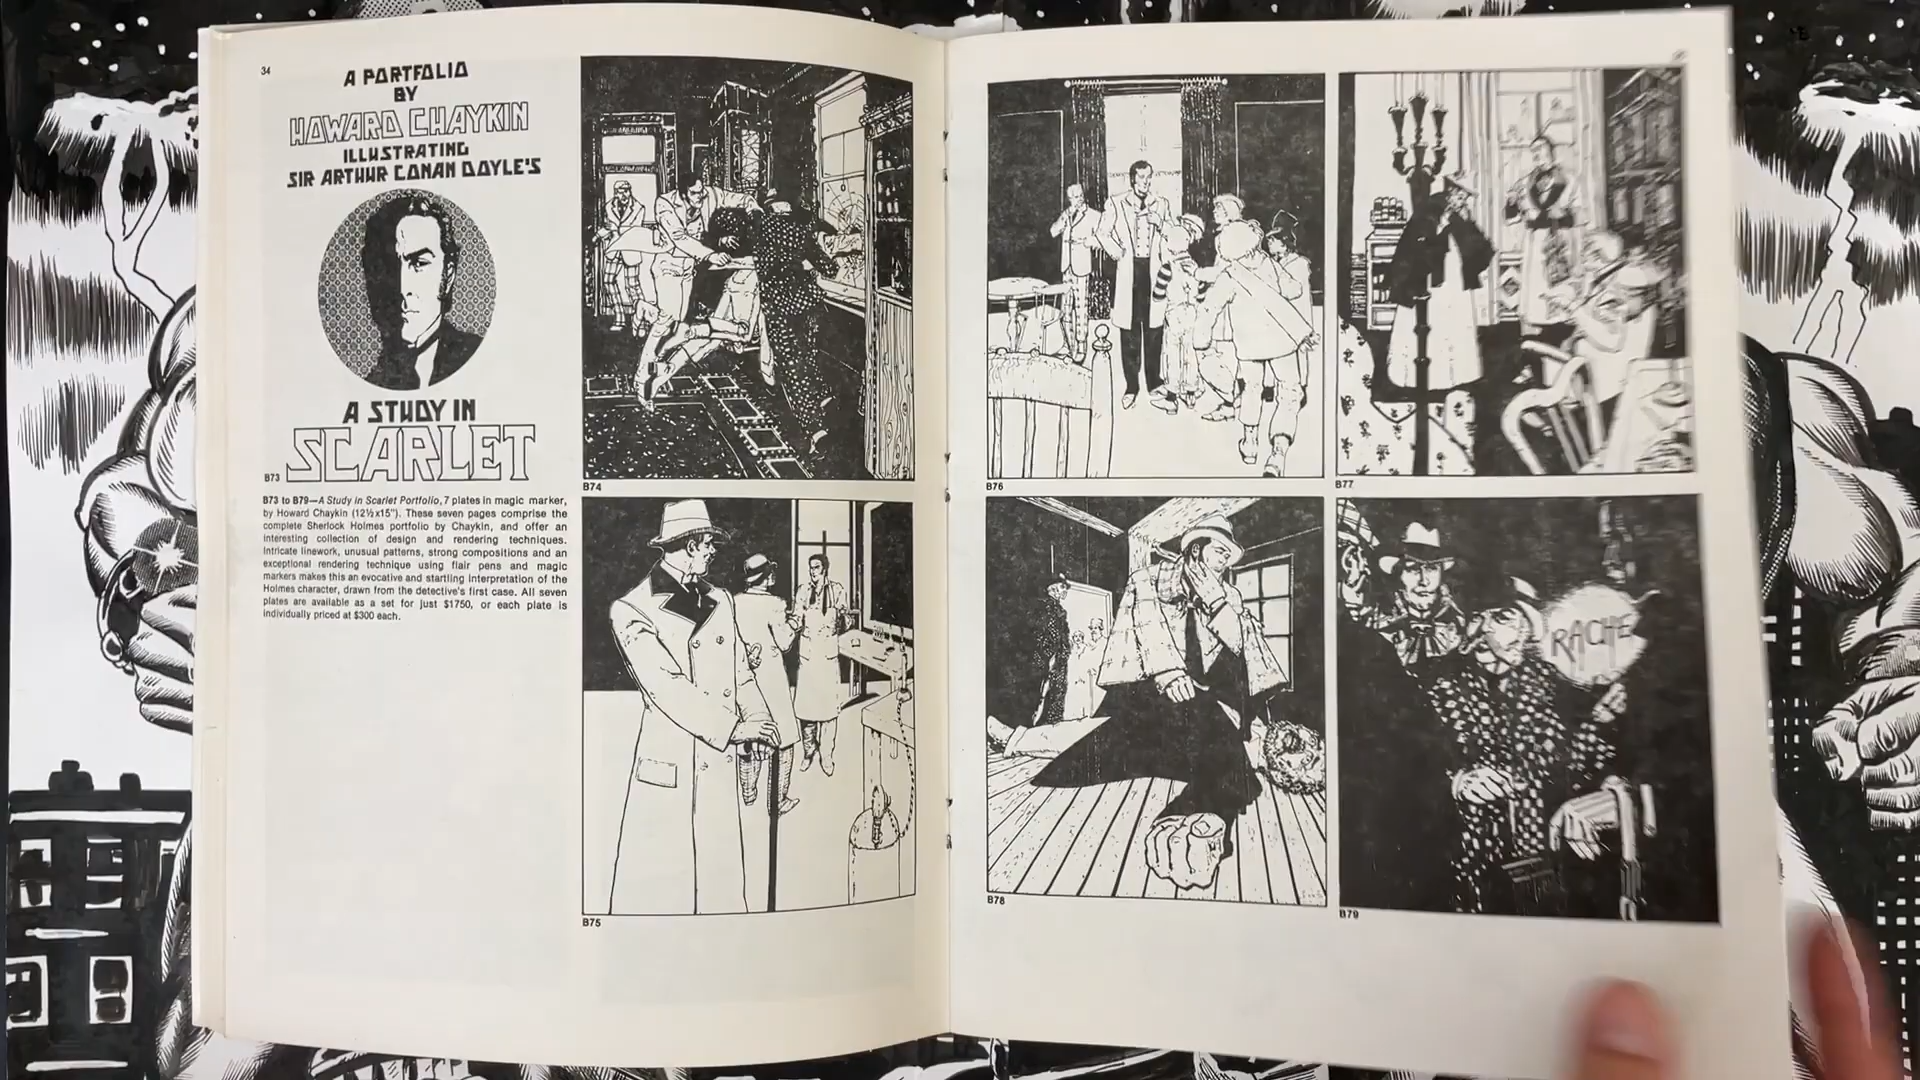 34
A PORTFOLIO
BY
HOWARD CHAYKIN
ILLUSTRATING
SIR ARTHUR CONAN DOYLE'S
A STUDY IN
SCARLET
B73
B73 to B79—A Study in Scarlet Portfolio, 7 plates in magic marker,
by Howard Chaykin (12½x15"). These seven pages comprise the
complete Sherlock Holmes portfolio by Chaykin, and offer an
interesting collection of design and rendering techniques.
Intricate linework, unusual patterns, strong compositions and an
exceptional rendering technique using flair pens and magic
markers makes this an evocative and startling interpretation of the
Holmes character, drawn from the detective's first case. All seven
plates are available as a set for just $1750, or each plate is
individually priced at $300 each.
B74
B75
B76
B77
RACHE
B78
B79